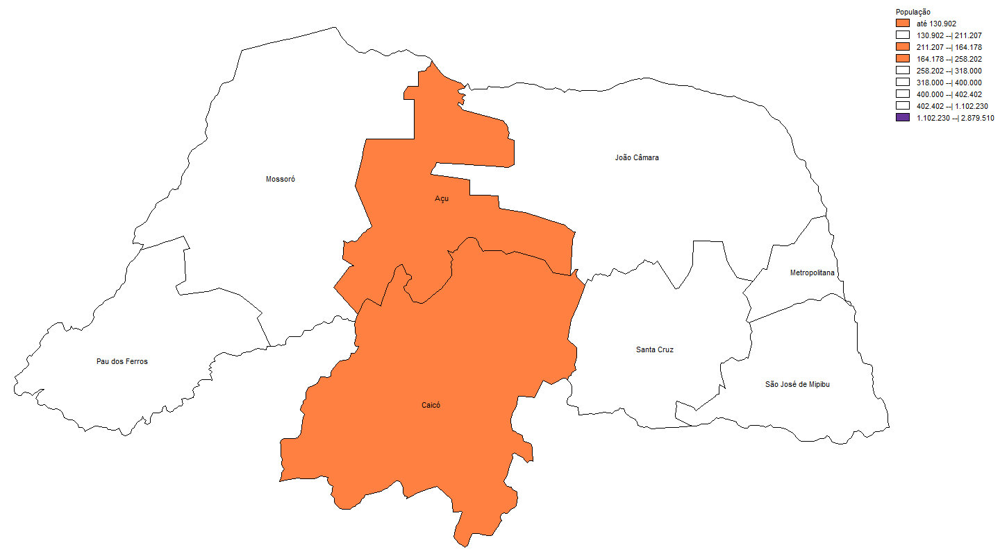 População
até 130.902
130.902 --| 211.207
211.207 --| 164.178
164.178 --| 258.202
258.202 --| 318.000
318.000 --| 400.000
400.000 --| 402.402
402.402 --| 1.102.230
1.102.230 --| 2.879.510
João Câmara
Mossoró
Açu
Metropolitana
Santa Cruz
Pau dos Ferros
São José de Mipibu
Caicó